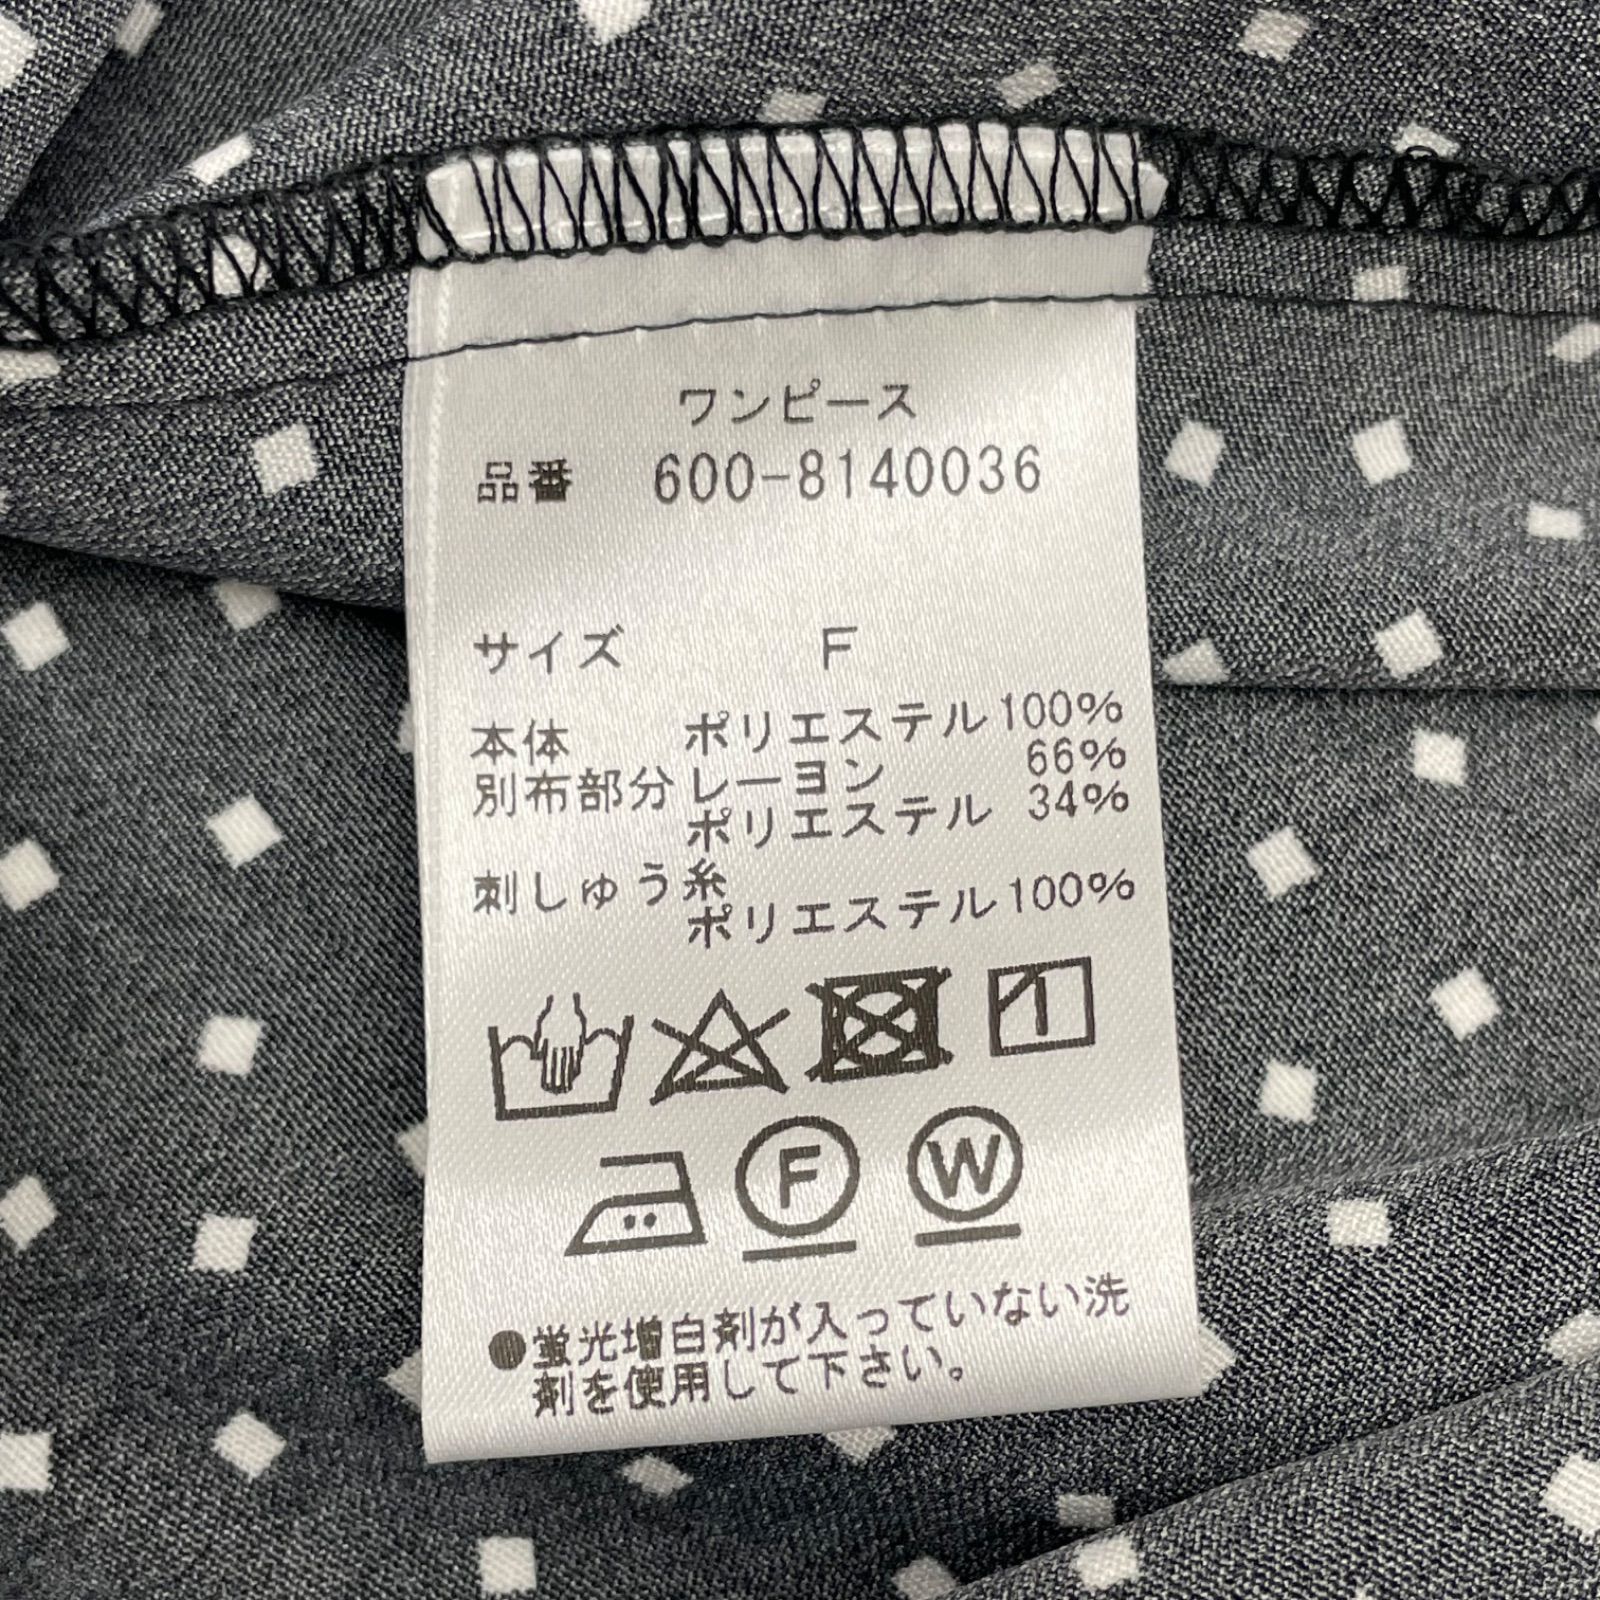 ワンピース
品番 600-8140036
サイズ F
本体 ポリエステル100%
別布部分レーヨン 66%
ポリエステル 34%
刺しゅう糸
ポリエステル100%
F W
●蛍光増白剤が入っていない洗
剤を使用して下さい。